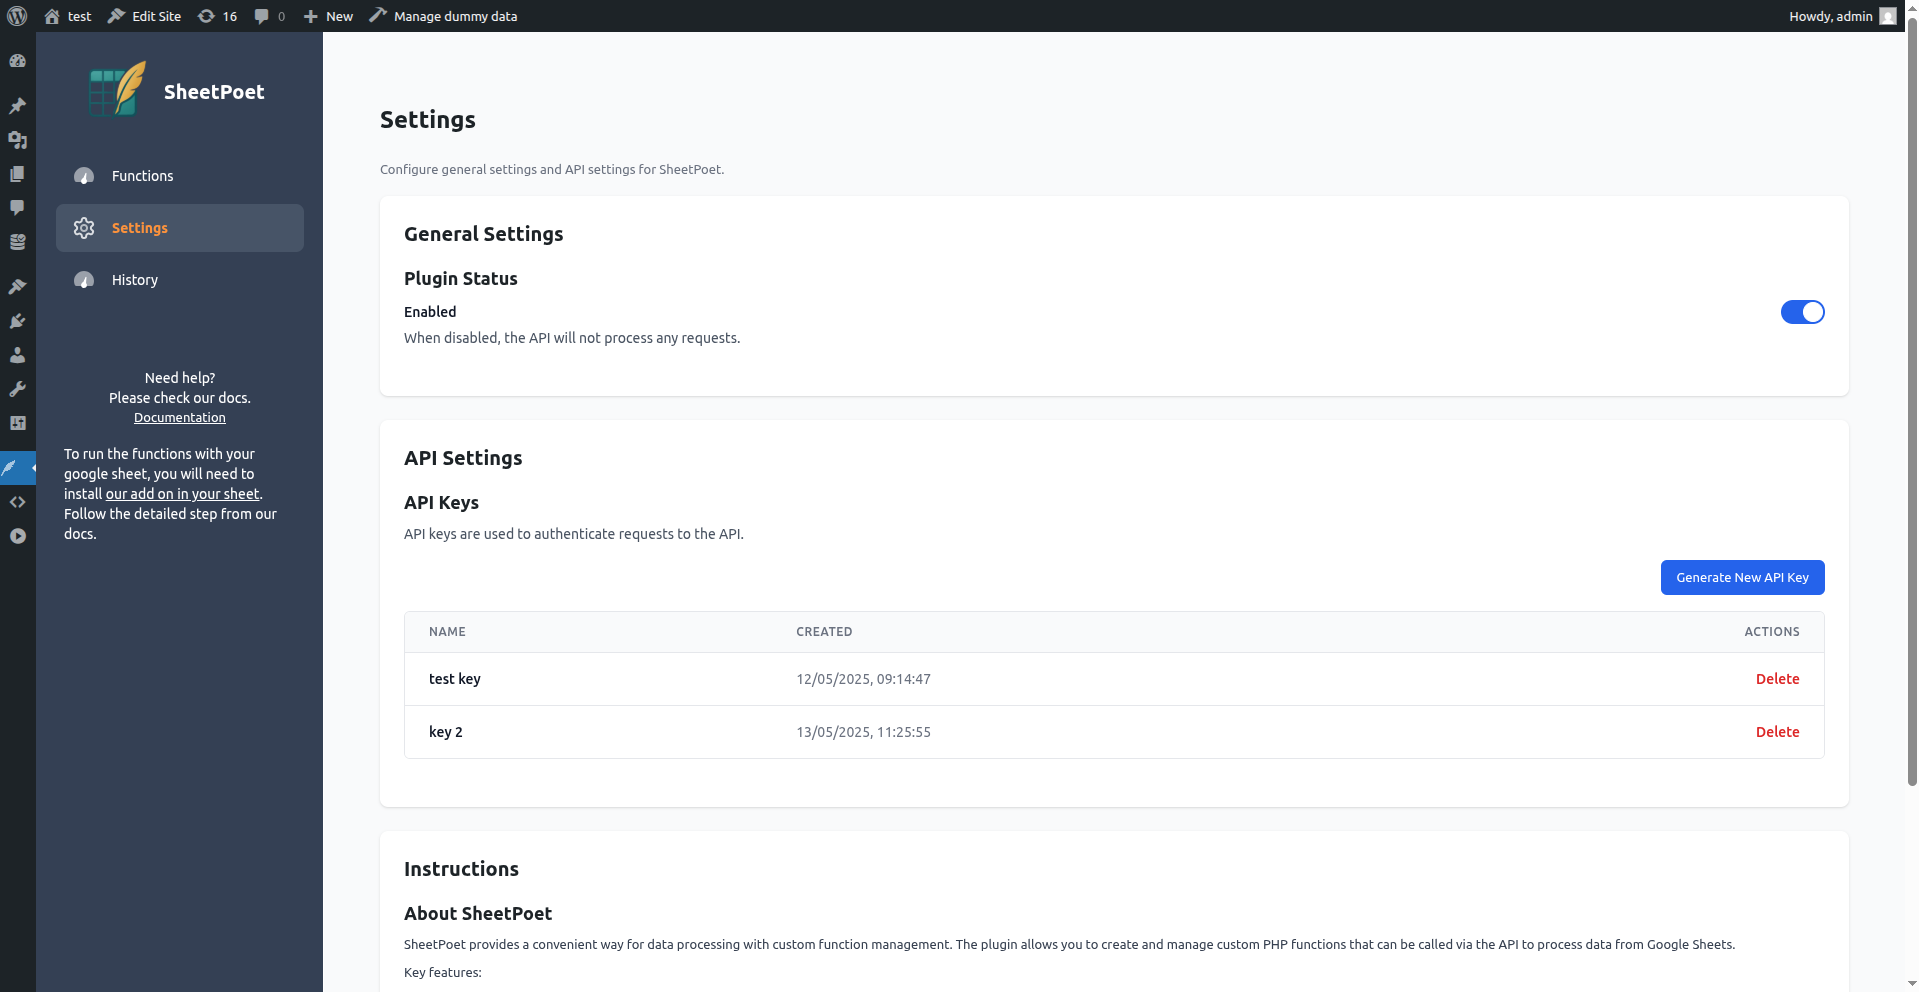 test
Edit Site
16
0
New
Manage dummy data
Howdy, admin
SheetPoet
Functions
Settings
History
Need help?
Please check our docs.
Documentation
To run the functions with your
google sheet, you will need to
install our add on in your sheet.
Follow the detailed step from our
docs.
Settings
Configure general settings and API settings for SheetPoet.
General Settings
Plugin Status
Enabled
When disabled, the API will not process any requests.
API Settings
API Keys
API keys are used to authenticate requests to the API.
Generate New API Key
NAME CREATED ACTIONS
test key 12/05/2025, 09:14:47 Delete
key 2 13/05/2025, 11:25:55 Delete
Instructions
About SheetPoet
SheetPoet provides a convenient way for data processing with custom function management. The plugin allows you to create and manage custom PHP functions that can be called via the API to process data from Google Sheets.
Key features: